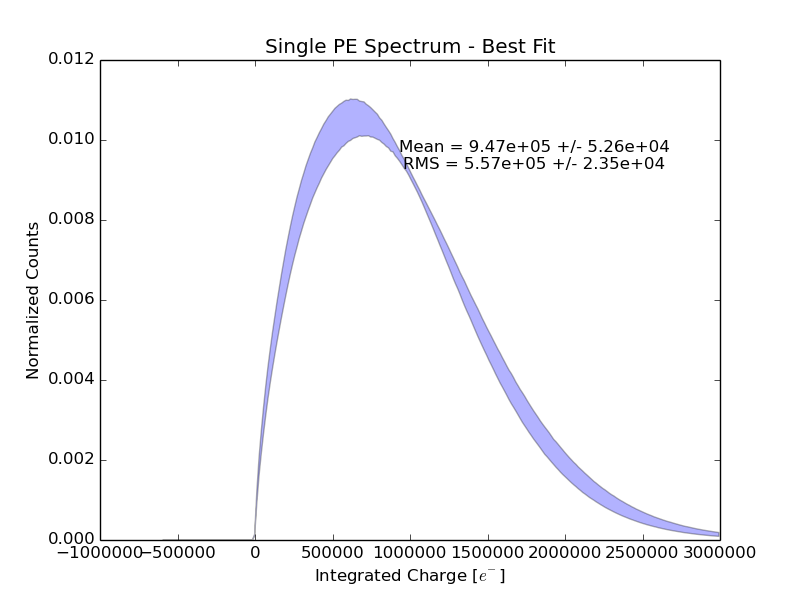 Single PE Spectrum - Best Fit
0.012
0.010
0.008
0.006
0.004
0.002
0.000
Normalized Counts
Mean = 9.47e+05 +/- 5.26e+04
RMS = 5.57e+05 +/- 2.35e+04
−1000000 −500000 0 500000 1000000 1500000 2000000 2500000 3000000
Integrated Charge [e⁻]